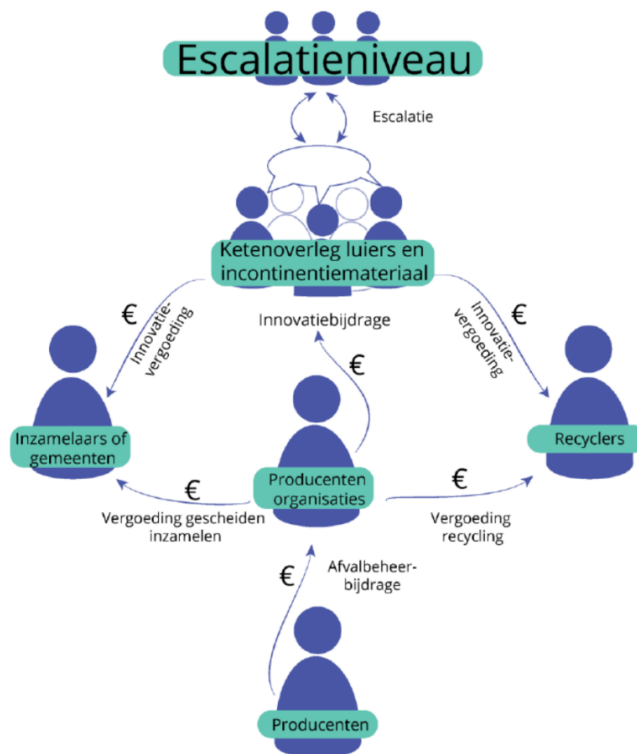 Escalatieniveau
Escalatie
Ketenoverleg luiers en
incontinentiemateriaal
€
Innovatie-
vergoeding
Innovatiebijdrage
€
Innovatie-
vergoeding
€
Inzamelaars of
gemeenten
Recyclers
Producenten
organisaties
€
Vergoeding gescheiden
inzamelen
€
Vergoeding
recycling
€
Afvalbeheer-
bijdrage
Producenten